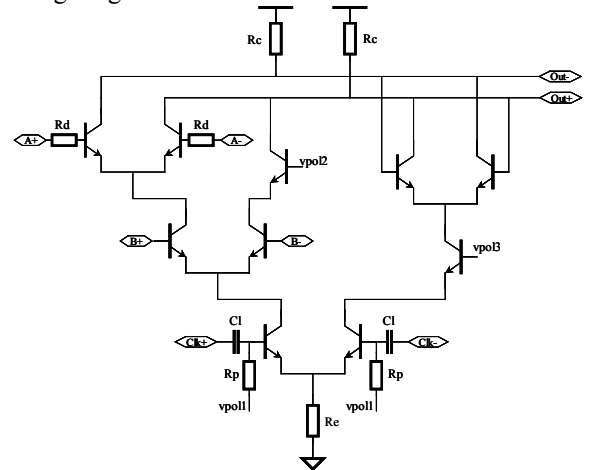 Rc Rc
Out-
Out+
A+ Rd Rd A-
vpol2
B+ B- vpol3
Clk+ Cl Cl Clk-
Rp Rp
vpol1 vpol1
Re